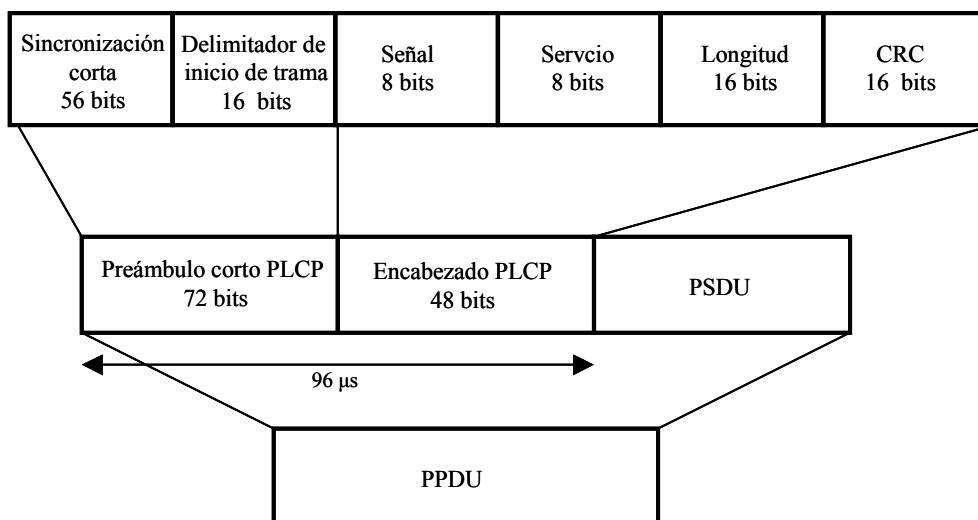 Sincronización
corta
56 bits
Delimitador de
inicio de trama
16 bits
Señal
8 bits
Servcio
8 bits
Longitud
16 bits
CRC
16 bits
Preámbulo corto PLCP
72 bits
Encabezado PLCP
48 bits
PSDU
96 μs
PPDU